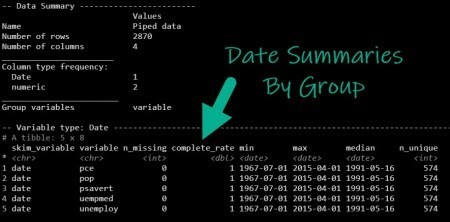 -- Data Summary ------------------------
Values
Name Piped data
Number of rows 2870
Number of columns 4
Column type frequency:
Date 1
numeric 2
Group variables variable
Date Summaries
By Group
-- Variable type: Date --------------------------------
# A tibble: 5 x 8
skim_variable variable n_missing complete_rate min max median n_unique
* <chr> <chr> <int> <dbl> <date> <date> <date> <int>
1 date pce 0 1 1967-07-01 2015-04-01 1991-05-16 574
2 date pop 0 1 1967-07-01 2015-04-01 1991-05-16 574
3 date psavert 0 1 1967-07-01 2015-04-01 1991-05-16 574
4 date uempmed 0 1 1967-07-01 2015-04-01 1991-05-16 574
5 date unemploy 0 1 1967-07-01 2015-04-01 1991-05-16 574